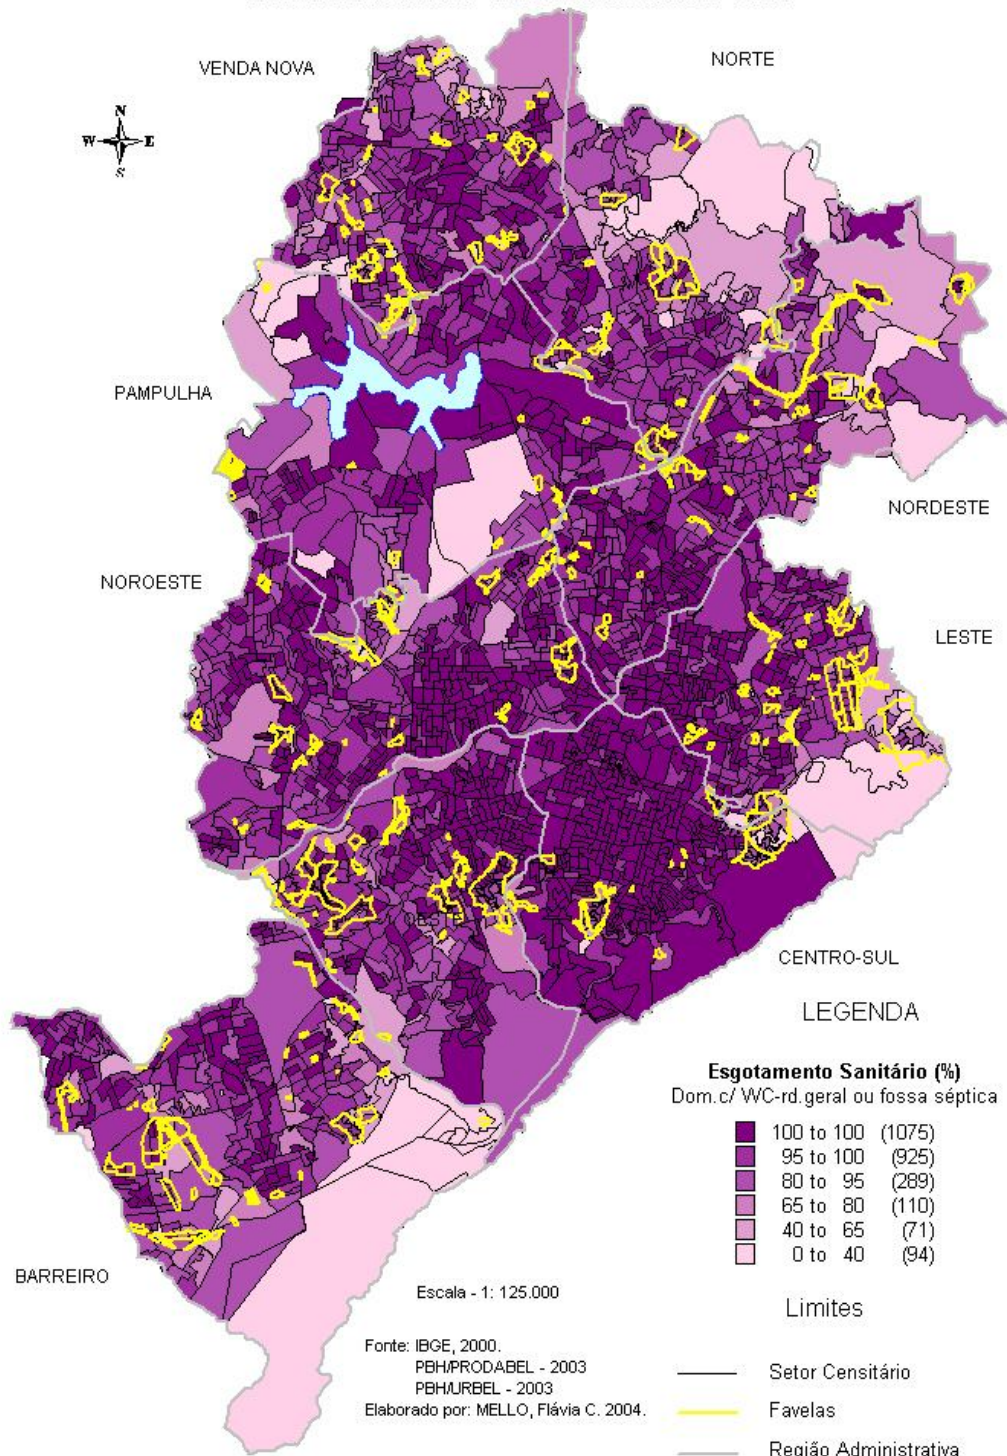 VENDA NOVA
NORTE
N
W E
S
PAMPULHA
NORDESTE
NOROESTE
LESTE
OESTE
CENTRO-SUL
LEGENDA
Esgotamento Sanitário (%)
Dom.c/ WC-rd.geral ou fossa séptica
100 to 100 (1075)
95 to 100 (925)
80 to 95 (289)
65 to 80 (110)
40 to 65 (71)
0 to 40 (94)
BARREIRO
Escala - 1: 125.000
Limites
Fonte: IBGE, 2000.
PBH/PRODABEL - 2003
PBH/URBEL - 2003
Elaborado por: MELLO, Flávia C. 2004.
Setor Censitário
Favelas
Região Administrativa